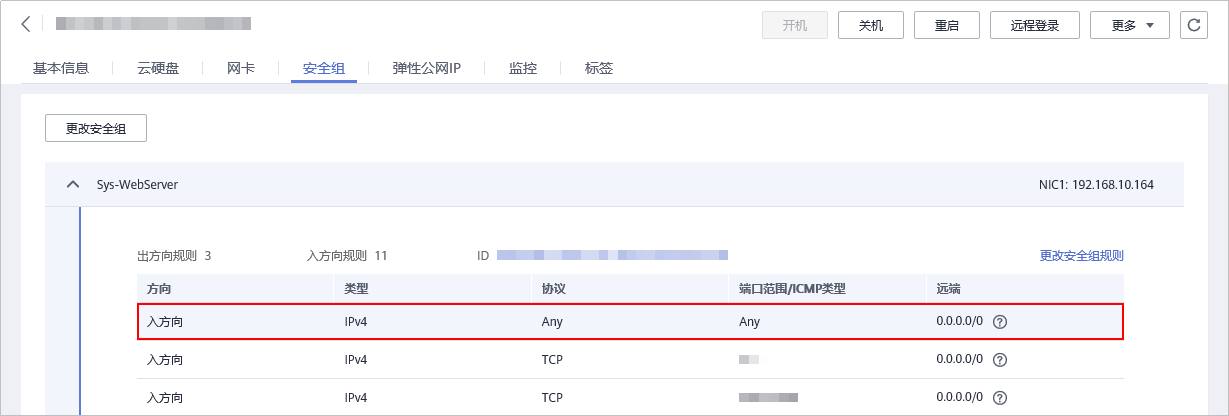 开机 关机 重启 远程登录 更多
基本信息 云硬盘 网卡 安全组 弹性公网IP 监控 标签
更改安全组
Sys-WebServer NIC1: 192.168.10.164
出方向规则 3 入方向规则 11 ID 更改安全组规则
方向 类型 协议 端口范围/ICMP类型 远端
入方向 IPv4 Any Any 0.0.0.0/0
入方向 IPv4 TCP 0.0.0.0/0
入方向 IPv4 TCP 0.0.0.0/0